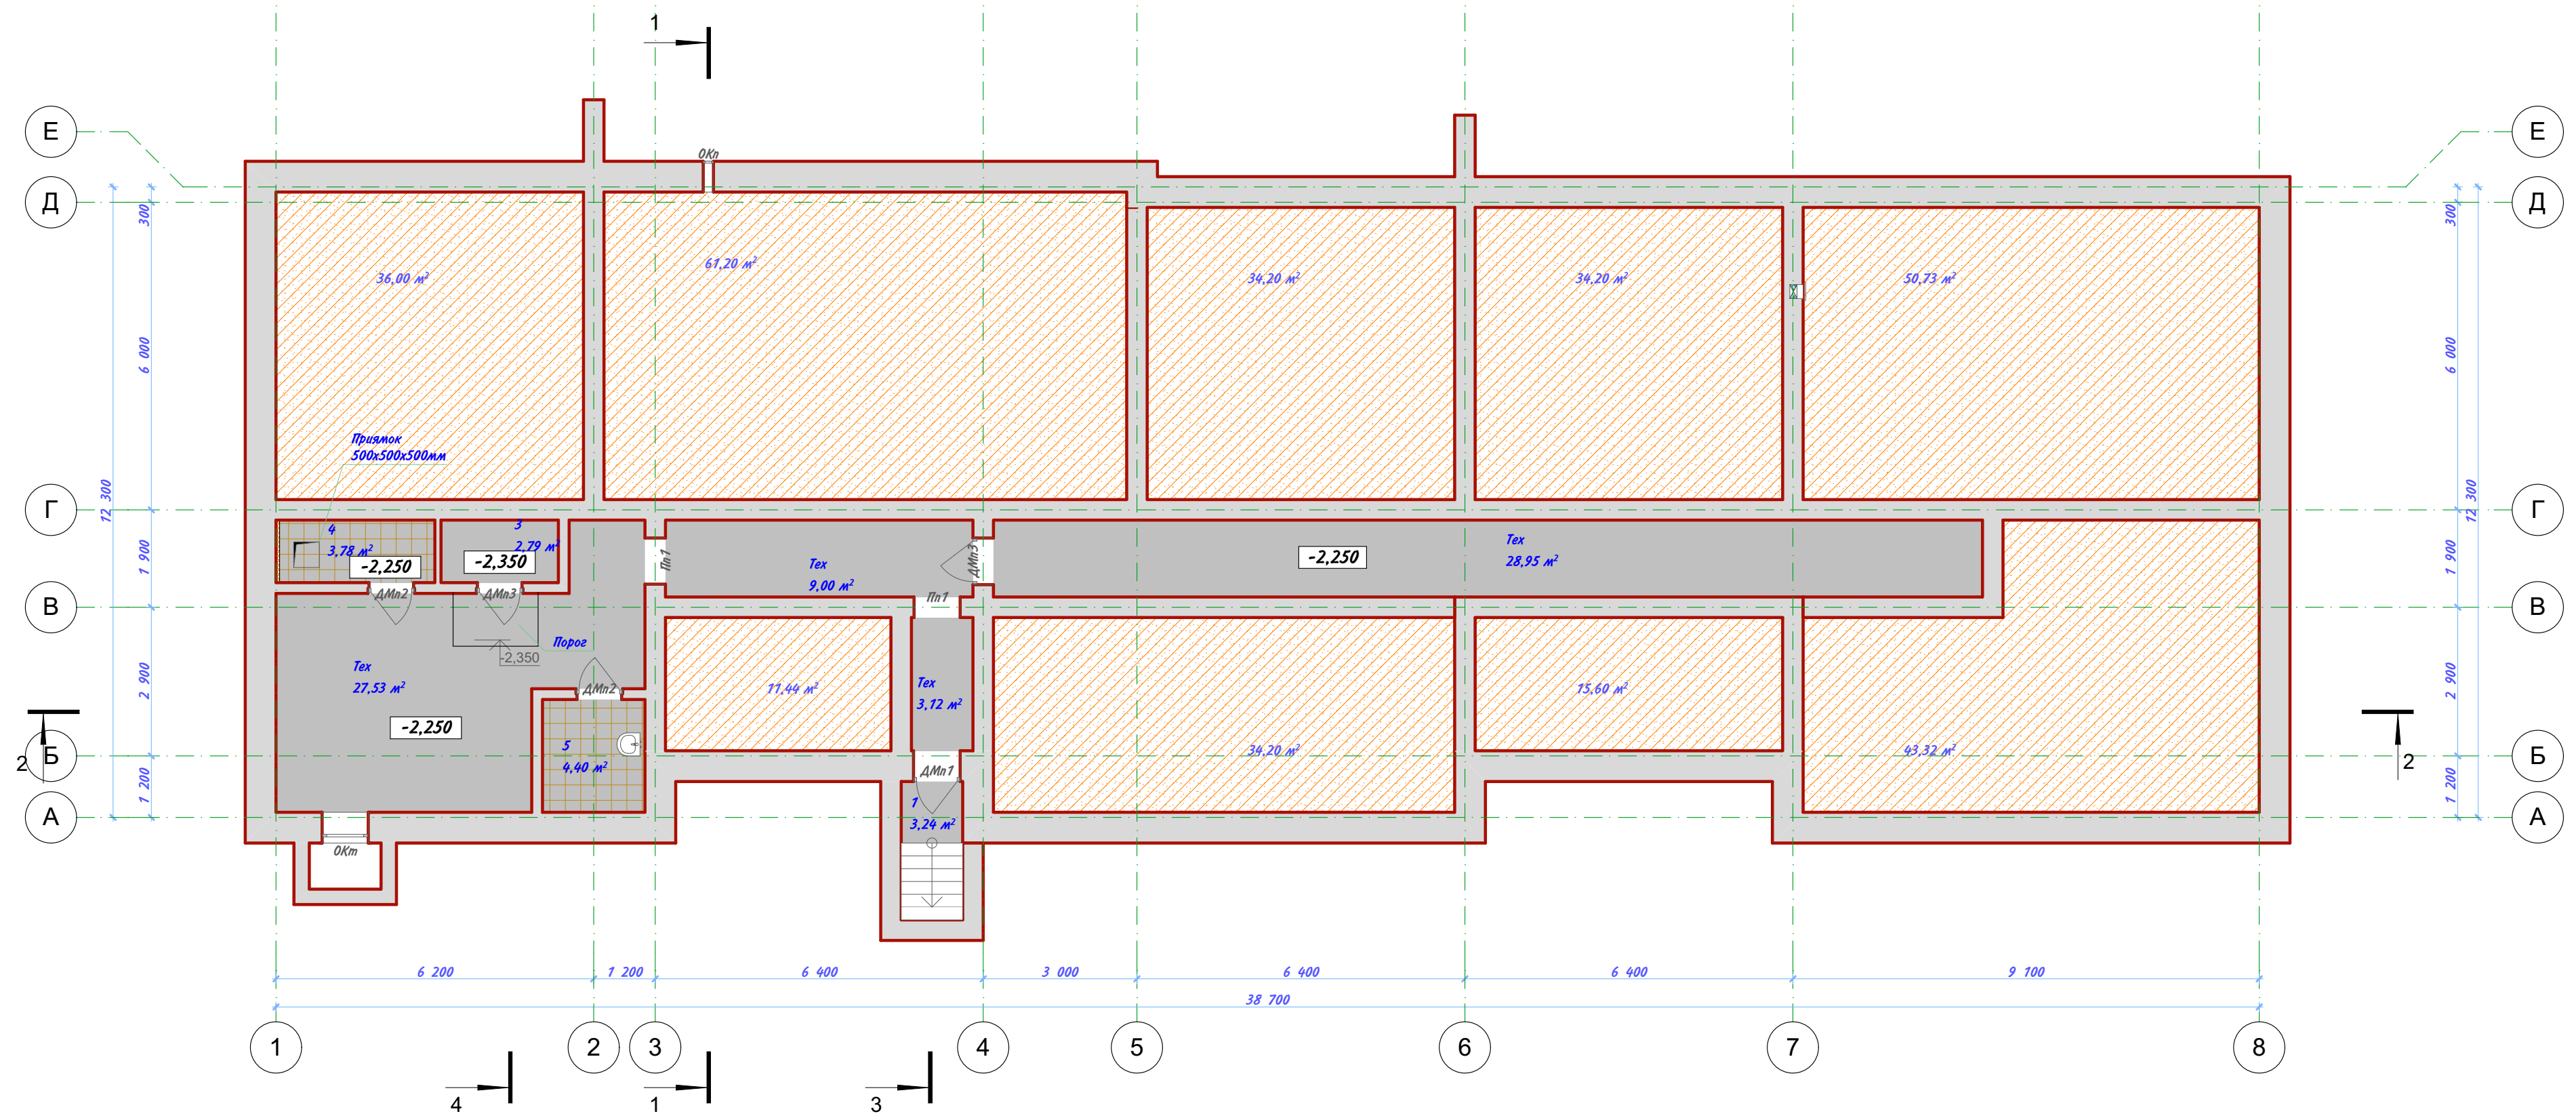 1
Е
Е
ОКп
Д
Д
300
300
36,00 м²
61,20 м²
34,20 м²
34,20 м²
50,73 м²
6 000
6 000
Приямок
500х500х500мм
12 300
12 300
Г
Г
4
3,78 м²
-2,250
3
2,79 м²
-2,350
Пп1
Тех
9,00 м²
ДМп3
-2,250
Тех
28,95 м²
1 900
1 900
ДМп2
ДМп3
Пп1
В
В
Порог
-2,350
Тех
27,53 м²
ДМп2
11,44 м²
Тех
3,12 м²
15,60 м²
2 900
2 900
-2,250
5
4,40 м²
34,20 м²
43,32 м²
2
Б
Б
2
ДМп1
1
3,24 м²
1 200
1 200
А
А
ОКт
6 200
1 200
6 400
3 000
6 400
6 400
9 100
38 700
1
2
3
4
5
6
7
8
4
1
3